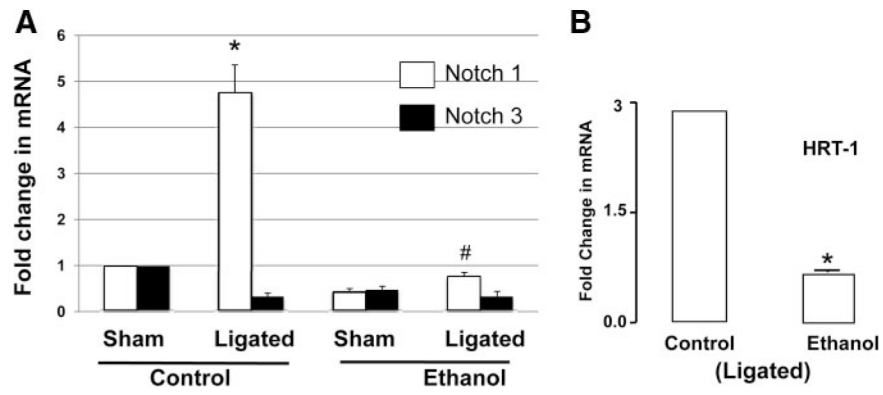 A
Fold change in mRNA
6
5
4
3
2
1
0
*
#
Notch 1
Notch 3
Sham Ligated Sham Ligated
Control Ethanol
B
Fold Change in mRNA
3
1.5
0.0
HRT-1
*
Control Ethanol
(Ligated)